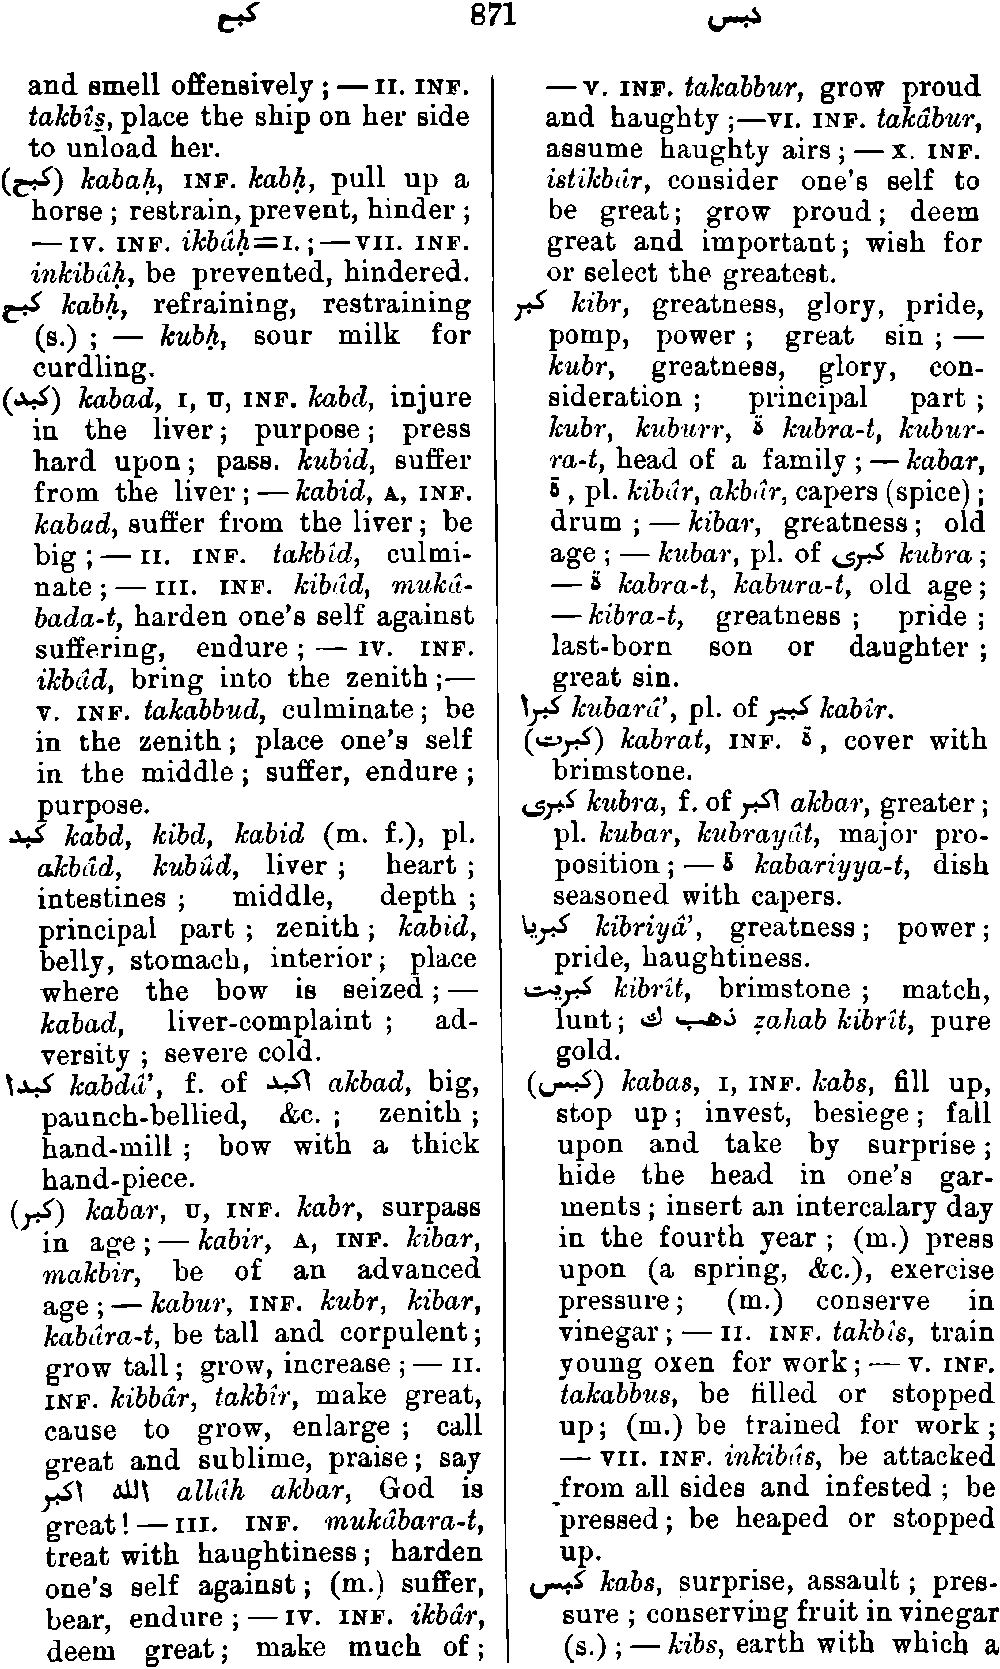 كبح 871 كبس
and smell offensively ; — II. INF.
takbîs̱, place the ship on her side
to unload her.
(كبح) kabaḥ, INF. kabḥ, pull up a
horse ; restrain, prevent, hinder ;
— IV. INF. ikbâḥ=I. ;—VII. INF.
inkibâḥ, be prevented, hindered.
كبح kabḥ, refraining, restraining
(s.) ; — kubḥ, sour milk for
curdling.
(كبد) kabad, I, U, INF. kabd, injure
in the liver ; purpose ; press
hard upon ; pass. kubid, suffer
from the liver ; — kabid, A, INF.
kabad, suffer from the liver ; be
big ; — II. INF. takbîd, culmi-
nate ; — III. INF. kibâd, mukâ-
bada-t, harden one's self against
suffering, endure ; — IV. INF.
ikbâd, bring into the zenith ;—
V. INF. takabbud, culminate ; be
in the zenith ; place one's self
in the middle ; suffer, endure ;
purpose.
كبد kabd, kibd, kabid (m. f.), pl.
akbâd, kubûd, liver ; heart ;
intestines ; middle, depth ;
principal part ; zenith ; kabid,
belly, stomach, interior ; place
where the bow is seized ; —
kabad, liver-complaint ; ad-
versity ; severe cold.
كبدا kabdâ', f. of اكبد akbad, big,
paunch-bellied, &c. ; zenith ;
hand-mill ; bow with a thick
hand-piece.
(كبر) kabar, U, INF. kabr, surpass
in age ; — kabir, A, INF. kibar,
makbir, be of an advanced
age ; — kabur, INF. kubr, kibar,
kabâra-t, be tall and corpulent ;
grow tall ; grow, increase ; — II.
INF. kibbâr, takbîr, make great,
cause to grow, enlarge ; call
great and sublime, praise ; say
الله اكبر allâh akbar, God is
great ! — III. INF. mukâbara-t,
treat with haughtiness ; harden
one's self against ; (m.) suffer,
bear, endure ; — IV. INF. ikbâr,
deem great ; make much of ;
— V. INF. takabbur, grow proud
and haughty ;—VI. INF. takâbur,
assume haughty airs ; — X. INF.
istikbâr, consider one's self to
be great ; grow proud ; deem
great and important ; wish for
or select the greatest.
كبر kibr, greatness, glory, pride,
pomp, power ; great sin ; —
kubr, greatness, glory, con-
sideration ; principal part ;
kubr, kuburr, ة kubra-t, kubur-
ra-t, head of a family ; — kabar,
ة, pl. kibâr, akbâr, capers (spice) ;
drum ; — kibar, greatness ; old
age ; — kubar, pl. of كبرى kubra ;
— ة kabra-t, kabura-t, old age ;
— kibra-t, greatness ; pride ;
last-born son or daughter ;
great sin.
كبرا kubarâ', pl. of كبير kabîr.
(كبرت) kabrat, INF. ة, cover with
brimstone.
كبرى kubra, f. of اكبر akbar, greater ;
pl. kubar, kubrayât, major pro-
position ; — ة kabariyya-t, dish
seasoned with capers.
كبريا kibriyâ', greatness ; power ;
pride, haughtiness.
كبريت kibrît, brimstone ; match,
lunt ; ذهب ك ẕahab kibrît, pure
gold.
(كبس) kabas, I, INF. kabs, fill up,
stop up ; invest, besiege ; fall
upon and take by surprise ;
hide the head in one's gar-
ments ; insert an intercalary day
in the fourth year ; (m.) press
upon (a spring, &c.), exercise
pressure ; (m.) conserve in
vinegar ; — II. INF. takbîs, train
young oxen for work ; — V. INF.
takabbus, be filled or stopped
up ; (m.) be trained for work ;
— VII. INF. inkibâs, be attacked
from all sides and infested ; be
pressed ; be heaped or stopped
up.
كبس kabs, surprise, assault ; pres-
sure ; conserving fruit in vinegar
(s.) ; — kibs, earth with which a